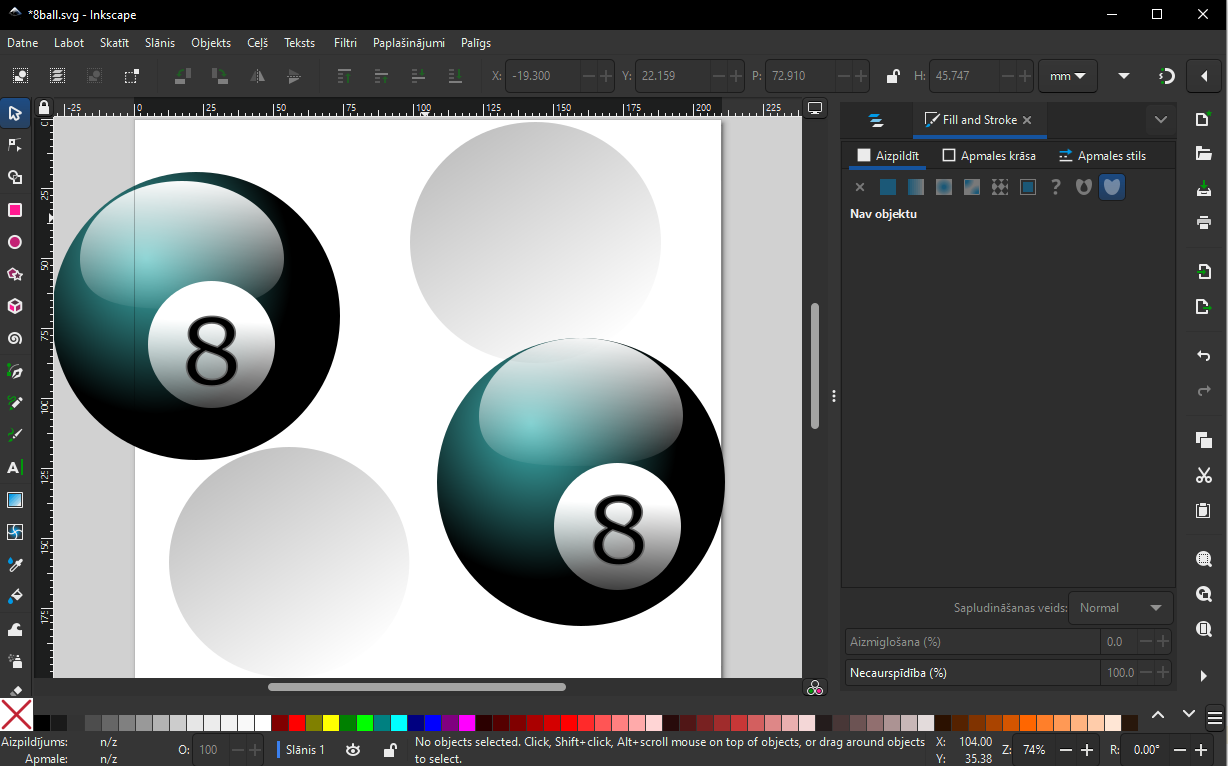 *8ball.svg - Inkscape
Datne Labot Skatīt Slānis Objekts Ceļš Teksts Filtri Paplašinājumi Palīgs
X: -19.300 Y: 22.159 P: 72.910 H: 45.747 mm
-25 0 25 50 75 100 125 150 175 200 225
Fill and Stroke
0
25
50
75
100
125
150
175
Aizpildīt Apmales krāsa Apmales stils
?
Nav objektu
8
8
A
Sapludināšanas veids: Normal
Aizmiglošana (%) 0.0
Necaurspīdība (%) 100.0
Aizpildījums: n/z
Apmale: n/z
O: 100
Slānis 1
No objects selected. Click, Shift+click, Alt+scroll mouse on top of objects, or drag around objects
to select.
X: 104.00
Y: 35.38
Z: 74%
R: 0.00°